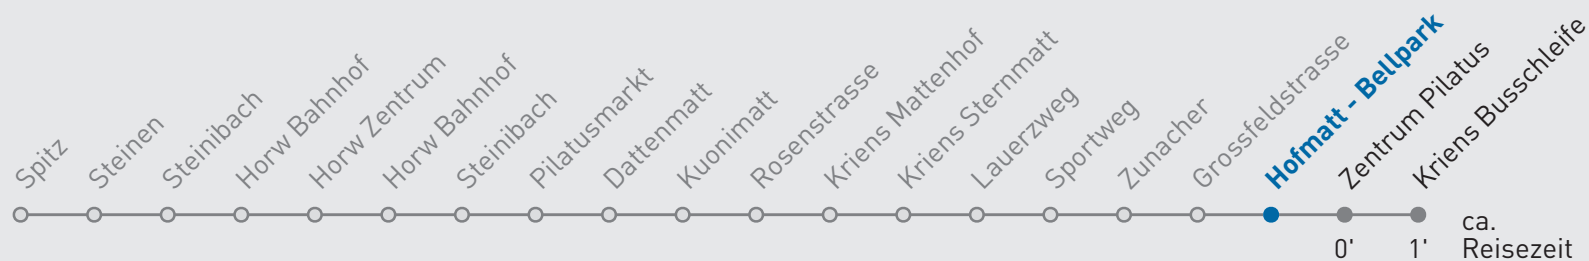 Spitz
Steinen
Steinibach
Horw Bahnhof
Horw Zentrum
Horw Bahnhof
Steinibach
Pilatusmarkt
Dattenmatt
Kuonimatt
Rosenstrasse
Kriens Mattenhof
Kriens Sternmatt
Lauerzweg
Sportweg
Zunacher
Grossfeldstrasse
Hofmatt - Bellpark
Zentrum Pilatus
Kriens Busschleife
ca.
0' 1' Reisezeit